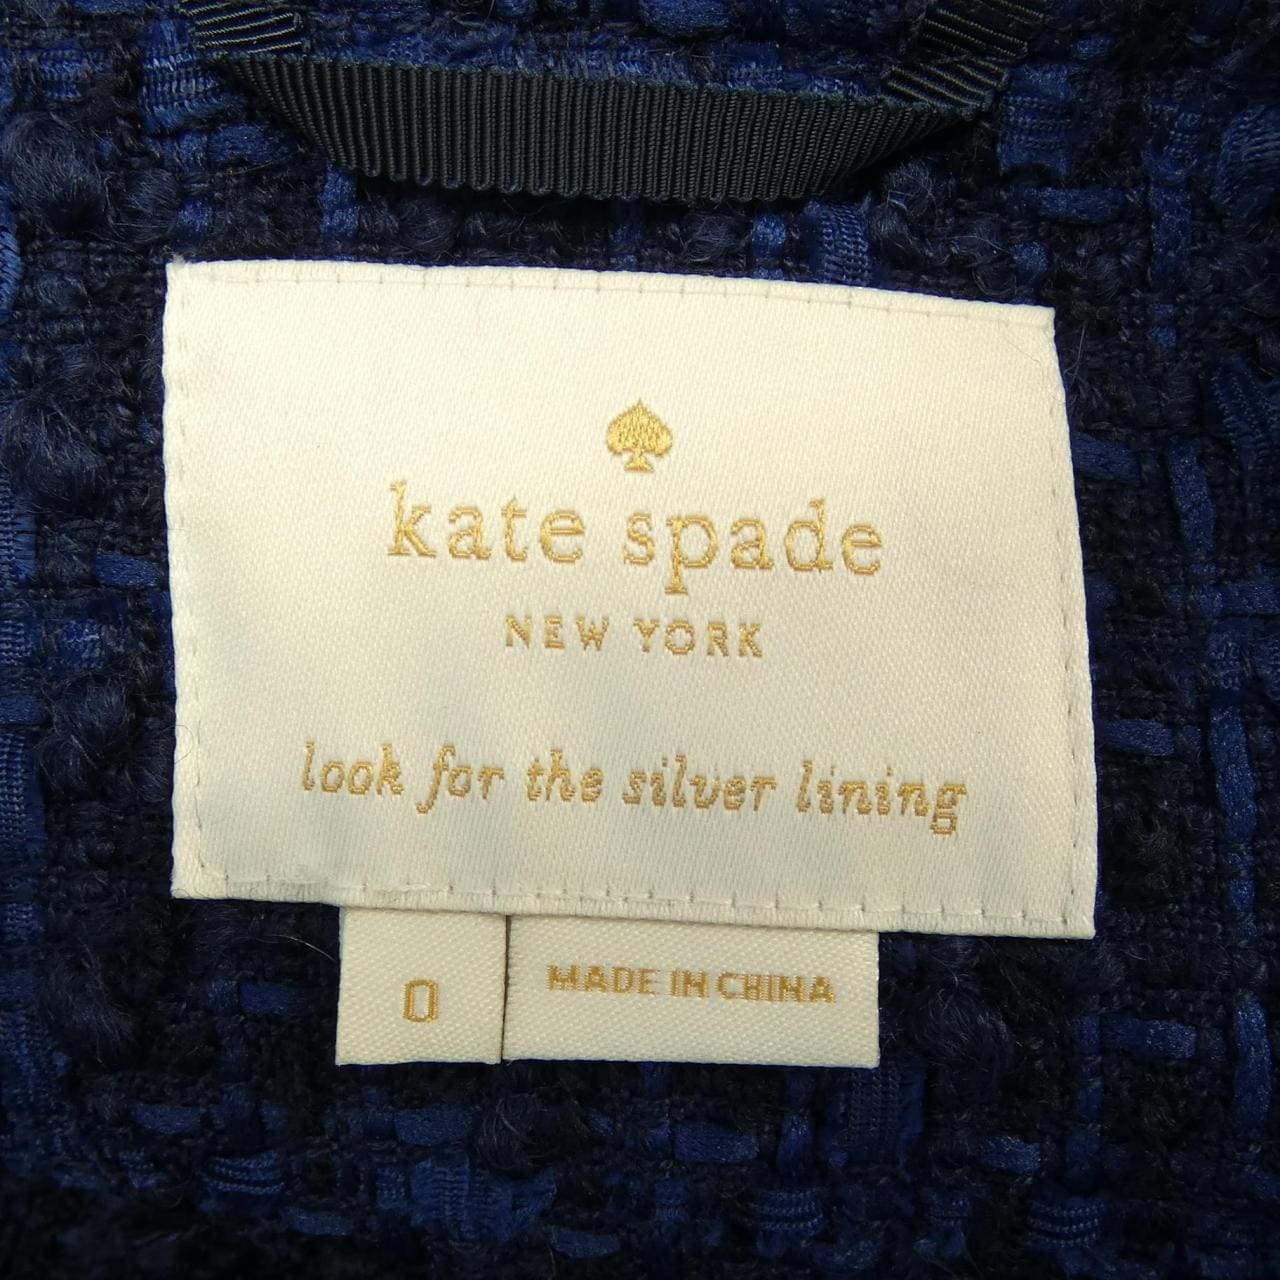 kate spade
NEW YORK
look for the silver lining
0
MADE IN CHINA